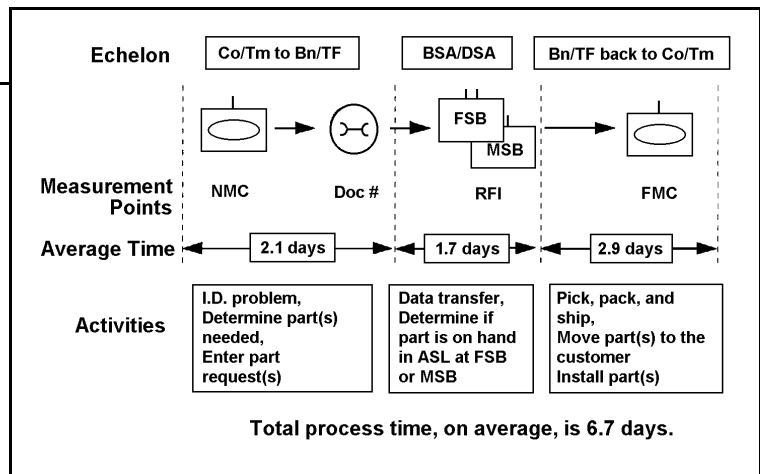 Echelon
Co/Tm to Bn/TF
BSA/DSA
Bn/TF back to Co/Tm
FSB
MSB
Measurement
Points
NMC
Doc #
RFI
FMC
Average Time
2.1 days
1.7 days
2.9 days
Activities
I.D. problem,
Determine part(s)
needed,
Enter part
request(s)
Data transfer,
Determine if
part is on hand
in ASL at FSB
or MSB
Pick, pack, and
ship,
Move part(s) to the
customer
Install part(s)
Total process time, on average, is 6.7 days.